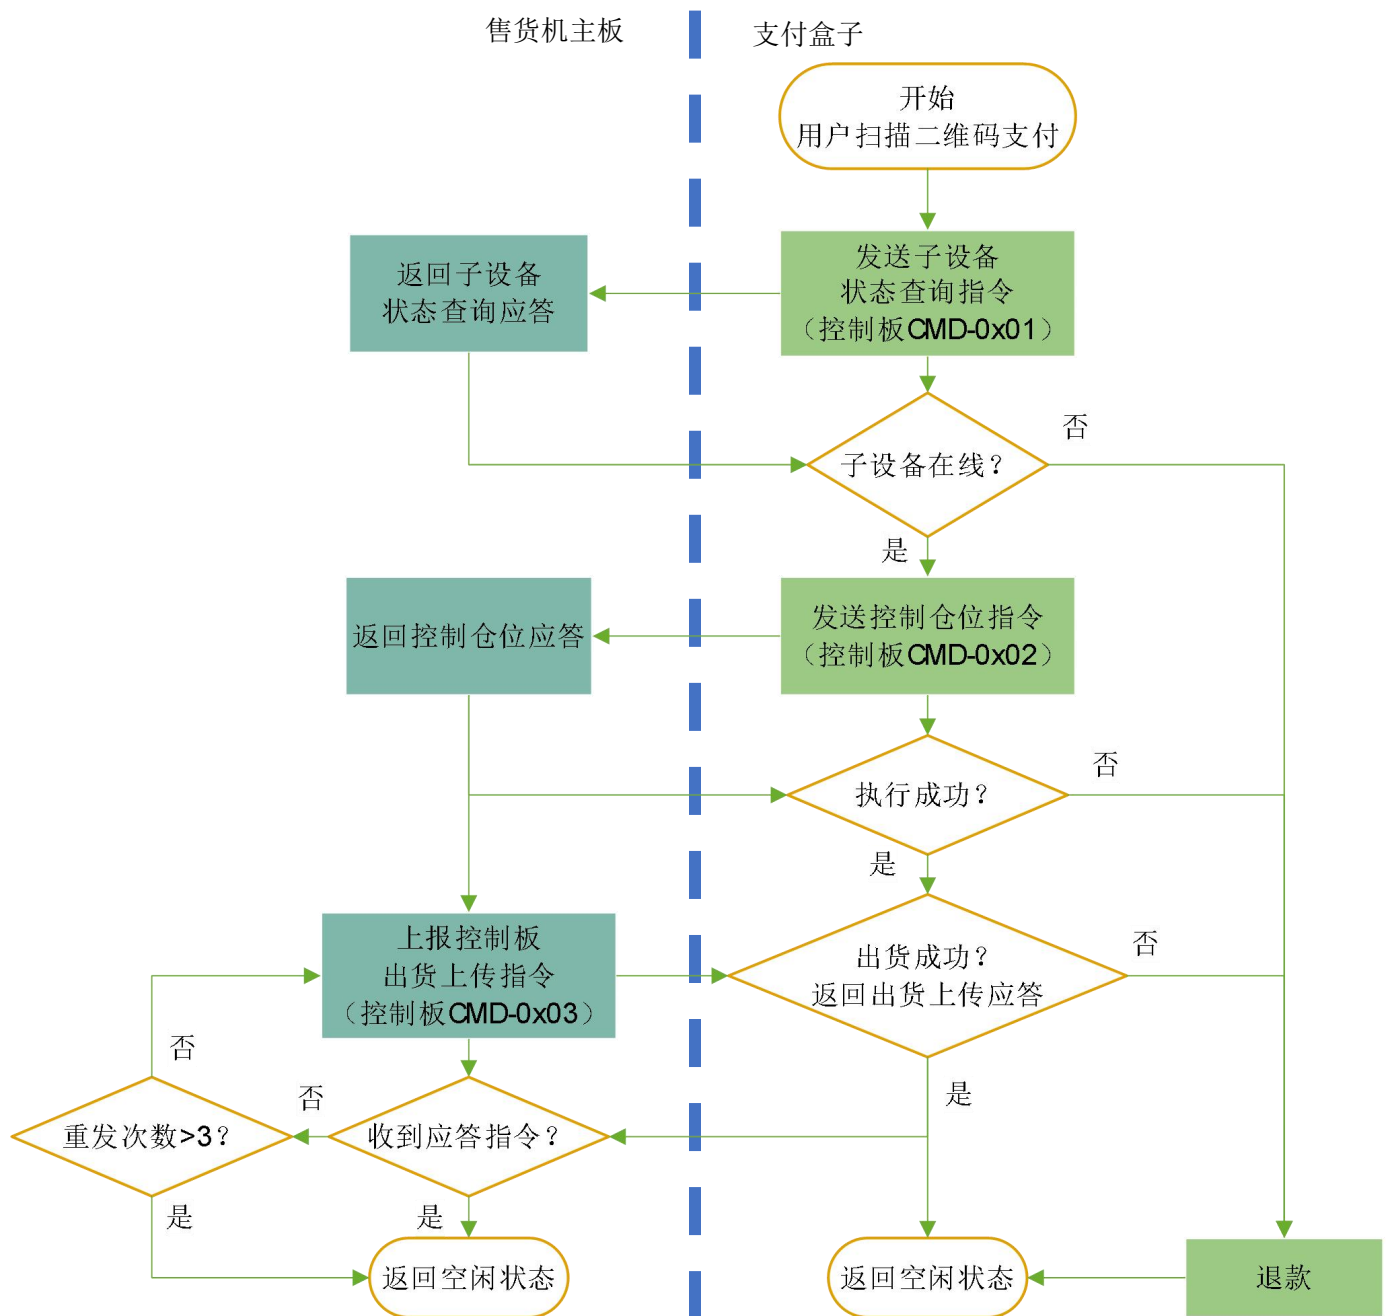 售货机主板
支付盒子
开始
用户扫描二维码支付
返回子设备
状态查询应答
发送子设备
状态查询指令
（控制板CMD-0x01）
子设备在线？
否
是
返回控制仓位应答
发送控制仓位指令
（控制板CMD-0x02）
执行成功？
否
是
上报控制板
出货上传指令
（控制板CMD-0x03）
出货成功？
返回出货上传应答
否
是
否
重发次数>3？
否
收到应答指令？
是
是
返回空闲状态
返回空闲状态
退款